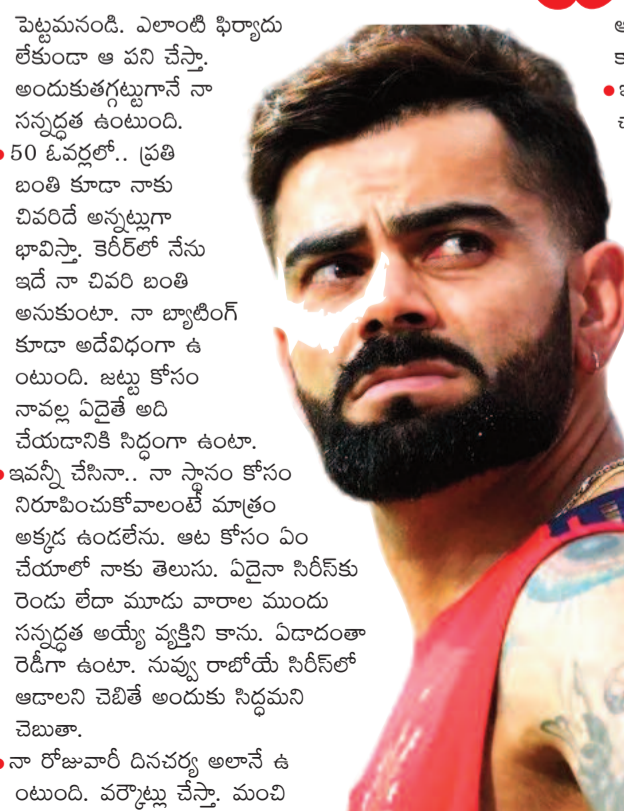 పెట్టమనండి. ఎలాంటి ఫిర్యాదు
లేకుండా ఆ పని చేస్తా.
అందుకుతగ్గట్టుగానే నా
సన్నద్ధత ఉంటుంది.
• 50 ఓవర్లలో.. ప్రతి
బంతి కూడా నాకు
చివరిదే అన్నట్లుగా
భావిస్తా. కెరీర్‌లో నేను
ఇదే నా చివరి బంతి
అనుకుంటా. నా బ్యాటింగ్
కూడా అదేవిధంగా ఉ
ంటుంది. జట్టు కోసం
నావల్ల ఏదైతే అది
చేయడానికి సిద్ధంగా ఉంటా.
• ఇవన్నీ చేసినా.. నా స్థానం కోసం
నిరూపించుకోవాలంటే మాత్రం
అక్కడ ఉండలేను. ఆట కోసం ఏం
చేయాలో నాకు తెలుసు. ఏదైనా సిరీస్‌కు
రెండు లేదా మూడు వారాల ముందు
సన్నద్ధత అయ్యే వ్యక్తిని కాను. ఏడాదంతా
రెడీగా ఉంటా. నువ్వు రాబోయే సిరీస్‌లో
ఆడాలని చెబితే అందుకు సిద్ధమని
చెబుతా.
• నా రోజువారీ దినచర్య అలానే ఉ
ంటుంది. వర్కౌట్లు చేస్తా. మంచి